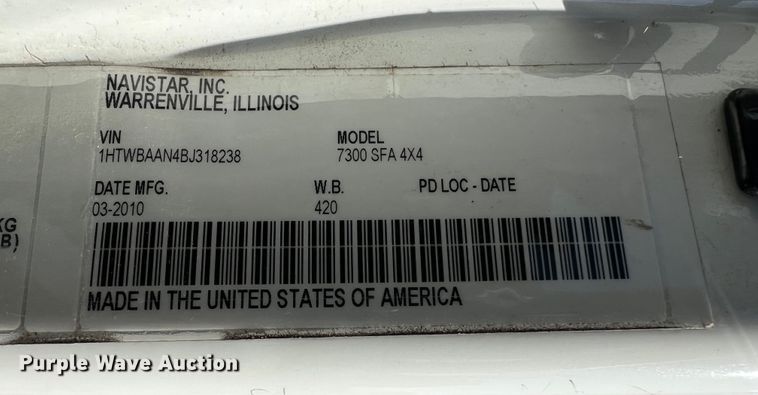 NAVISTAR, INC.
WARRENVILLE, ILLINOIS
VIN MODEL
1HTWBAAN4BJ318238 7300 SFA 4X4
DATE MFG. W.B. PD LOC - DATE
03-2010 420
KG
B)
MADE IN THE UNITED STATES OF AMERICA
Purple Wave Auction